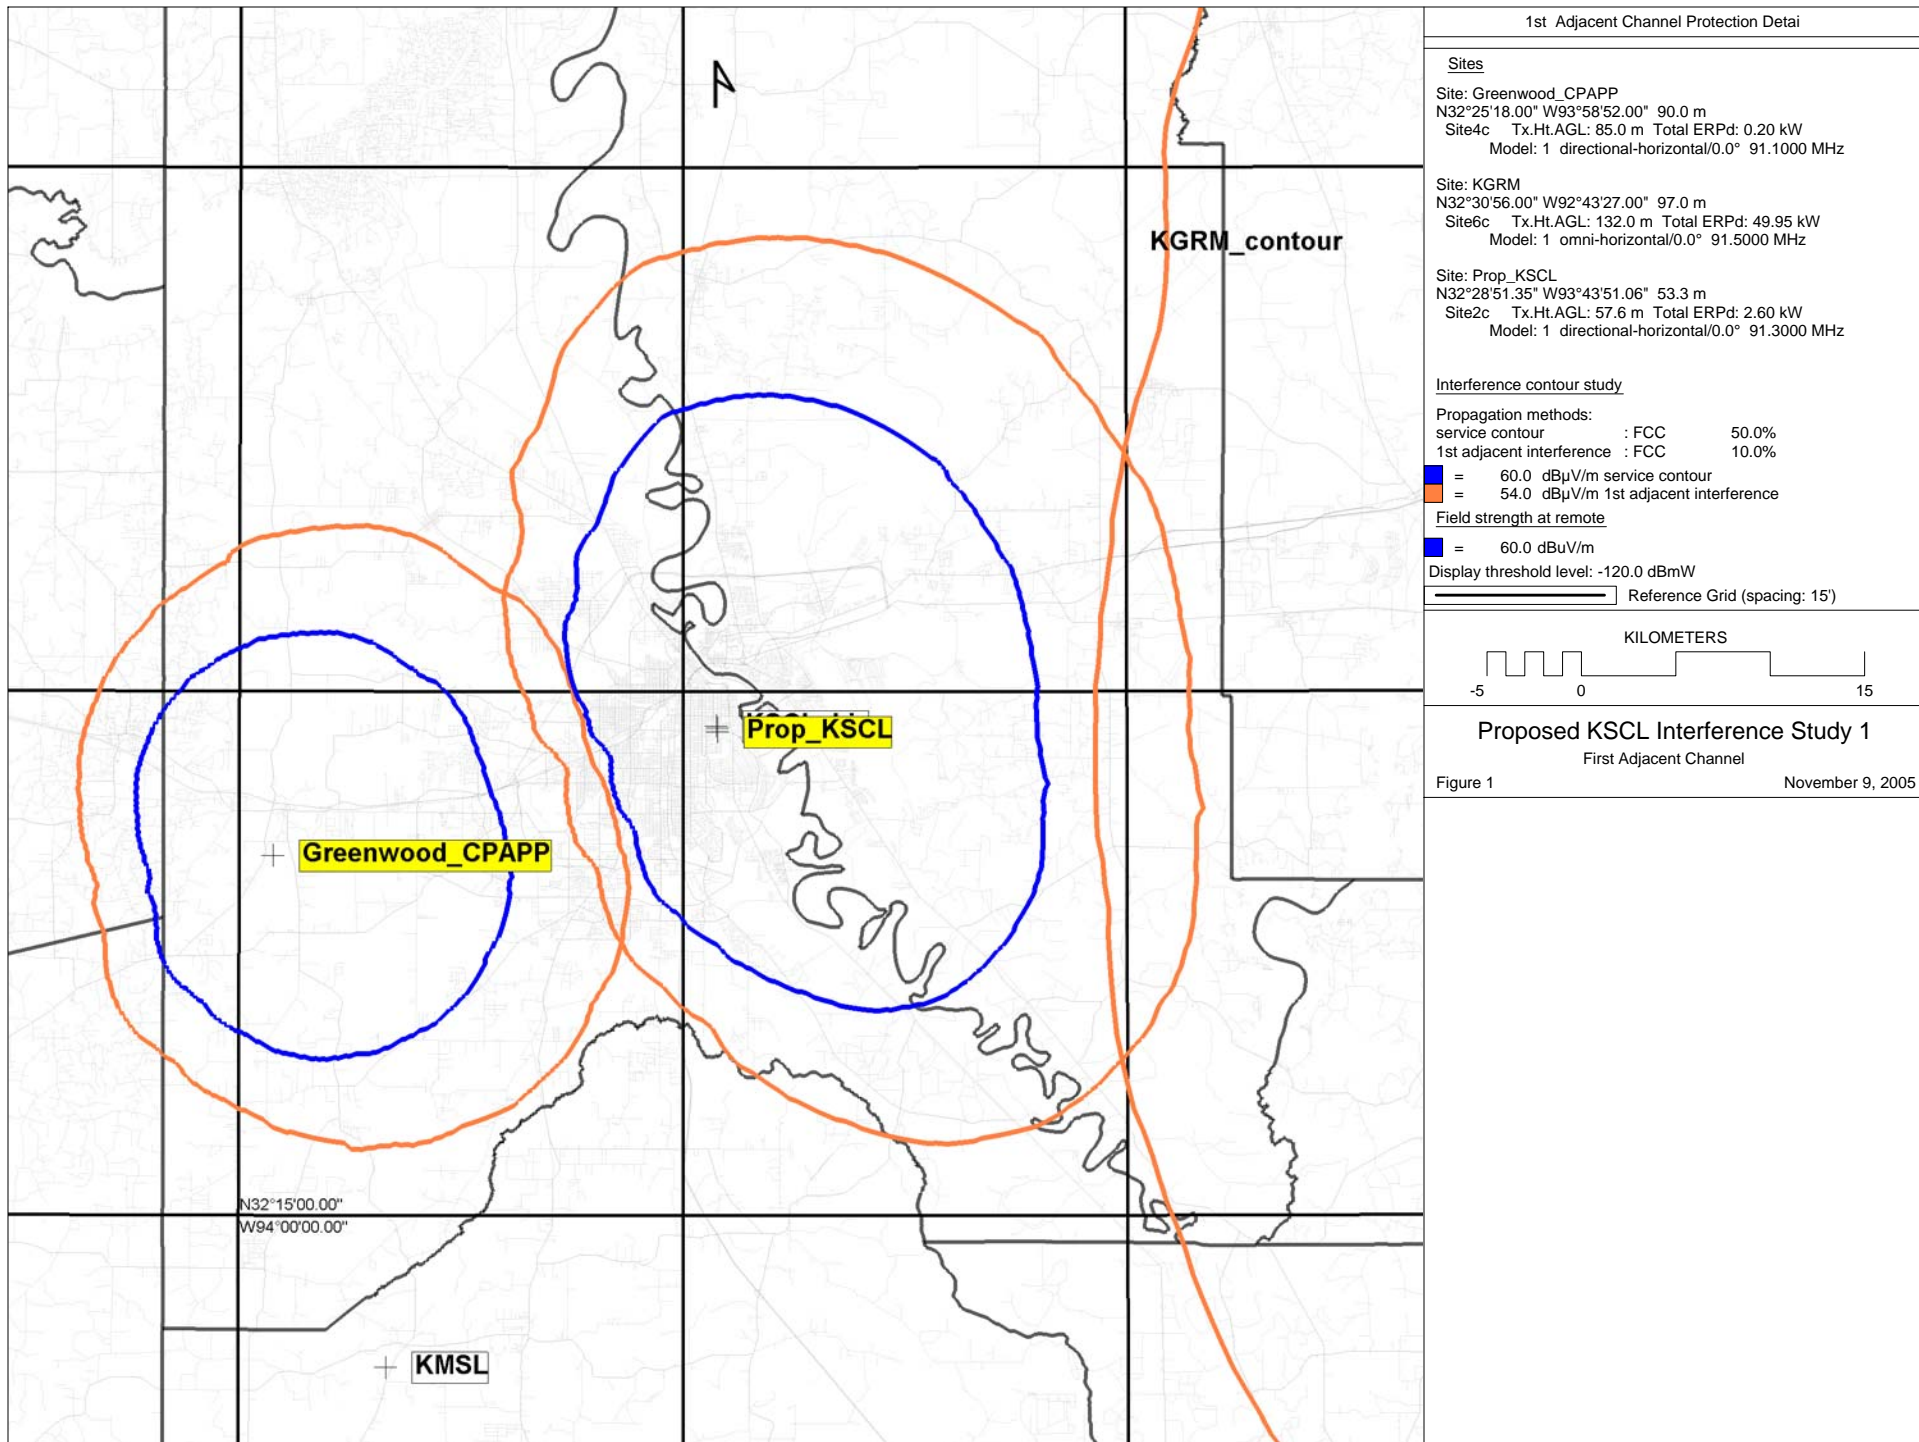 1st Adjacent Channel Protection Detai
Sites
Site: Greenwood_CPAPP
N32°25'18.00" W93°58'52.00" 90.0 m
Site4c Tx.Ht.AGL: 85.0 m Total ERPd: 0.20 kW
Model: 1 directional-horizontal/0.0° 91.1000 MHz
Site: KGRM
N32°30'56.00" W92°43'27.00" 97.0 m
Site6c Tx.Ht.AGL: 132.0 m Total ERPd: 49.95 kW
Model: 1 omni-horizontal/0.0° 91.5000 MHz
Site: Prop_KSCL
N32°28'51.35" W93°43'51.06" 53.3 m
Site2c Tx.Ht.AGL: 57.6 m Total ERPd: 2.60 kW
Model: 1 directional-horizontal/0.0° 91.3000 MHz
Interference contour study
Propagation methods:
service contour : FCC 50.0%
1st adjacent interference : FCC 10.0%
= 60.0 dBµV/m service contour
= 54.0 dBµV/m 1st adjacent interference
Field strength at remote
= 60.0 dBuV/m
Display threshold level: -120.0 dBmW
Reference Grid (spacing: 15')
KILOMETERS
-5 0 15
Proposed KSCL Interference Study 1
First Adjacent Channel
Figure 1 November 9, 2005
KGRM_contour
Prop_KSCL
Greenwood_CPAPP
N32°15'00.00"
W94°00'00.00"
KMSL